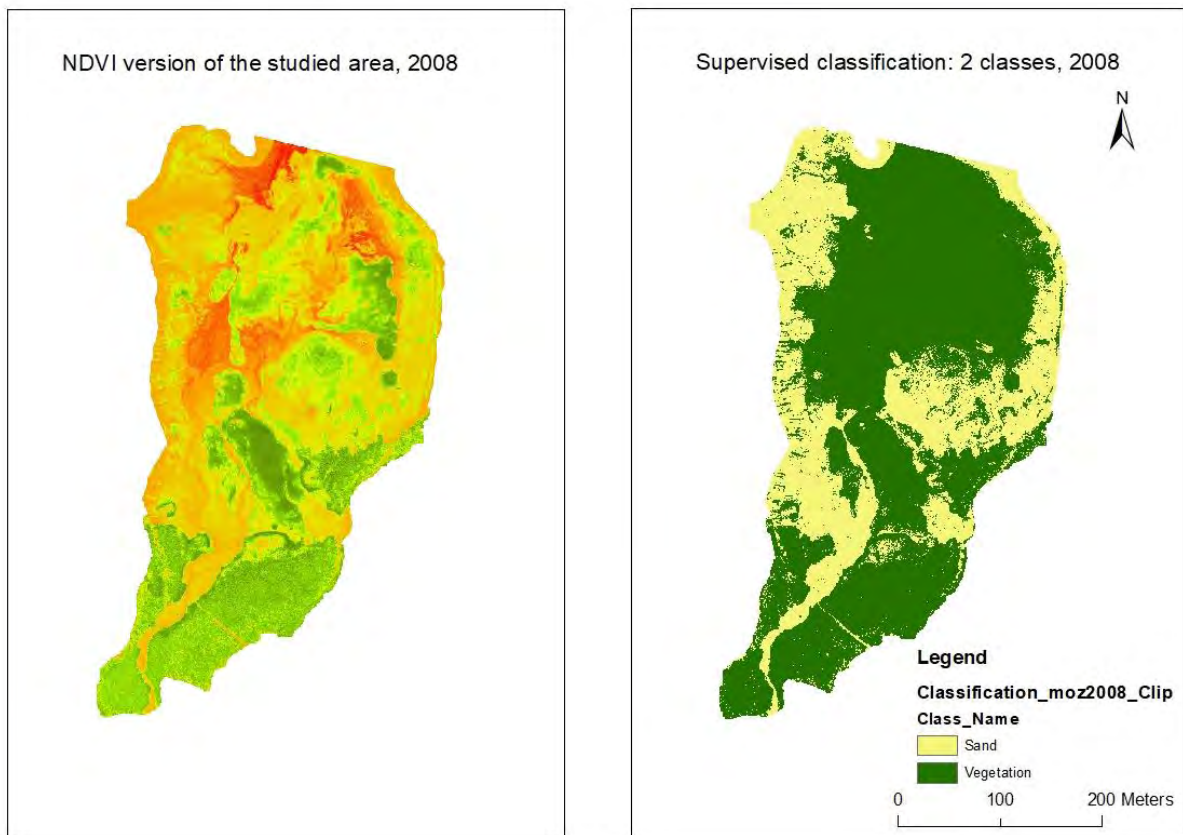 NDVI version of the studied area, 2008
Supervised classification: 2 classes, 2008
N
Legend
Classification_moz2008_Clip
Class_Name
Sand
Vegetation
0 100 200 Meters